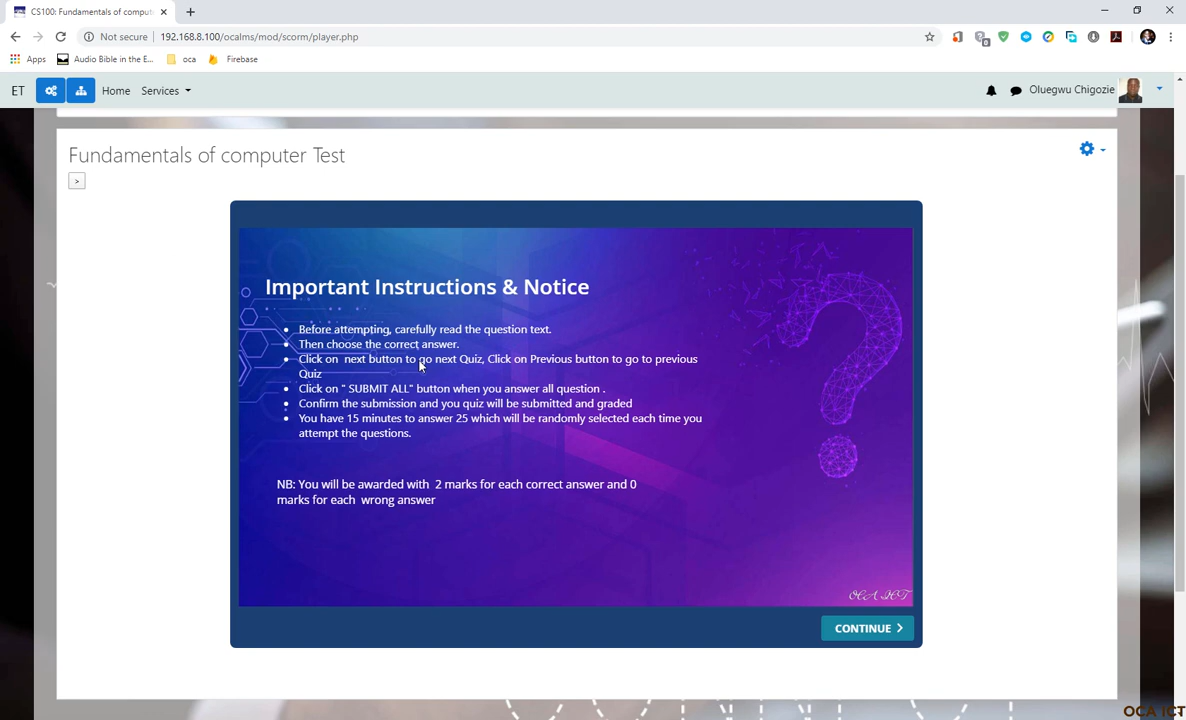 CS100: Fundamentals of comput
Not secure
192.168.8.100/ocalms/mod/scorm/player.php
Apps
Audio Bible in the E...
oca
Firebase
ET
Home
Services
Oluegwu Chigozie
Fundamentals of computer Test
>
Important Instructions & Notice
• Before attempting, carefully read the question text.
• Then choose the correct answer.
• Click on next button to go next Quiz, Click on Previous button to go to previous
Quiz
• Click on " SUBMIT ALL" button when you answer all question .
• Confirm the submission and you quiz will be submitted and graded
• You have 15 minutes to answer 25 which will be randomly selected each time you
attempt the questions.
NB: You will be awarded with 2 marks for each correct answer and 0
marks for each wrong answer
OCA ICT
CONTINUE >
OCA ICT